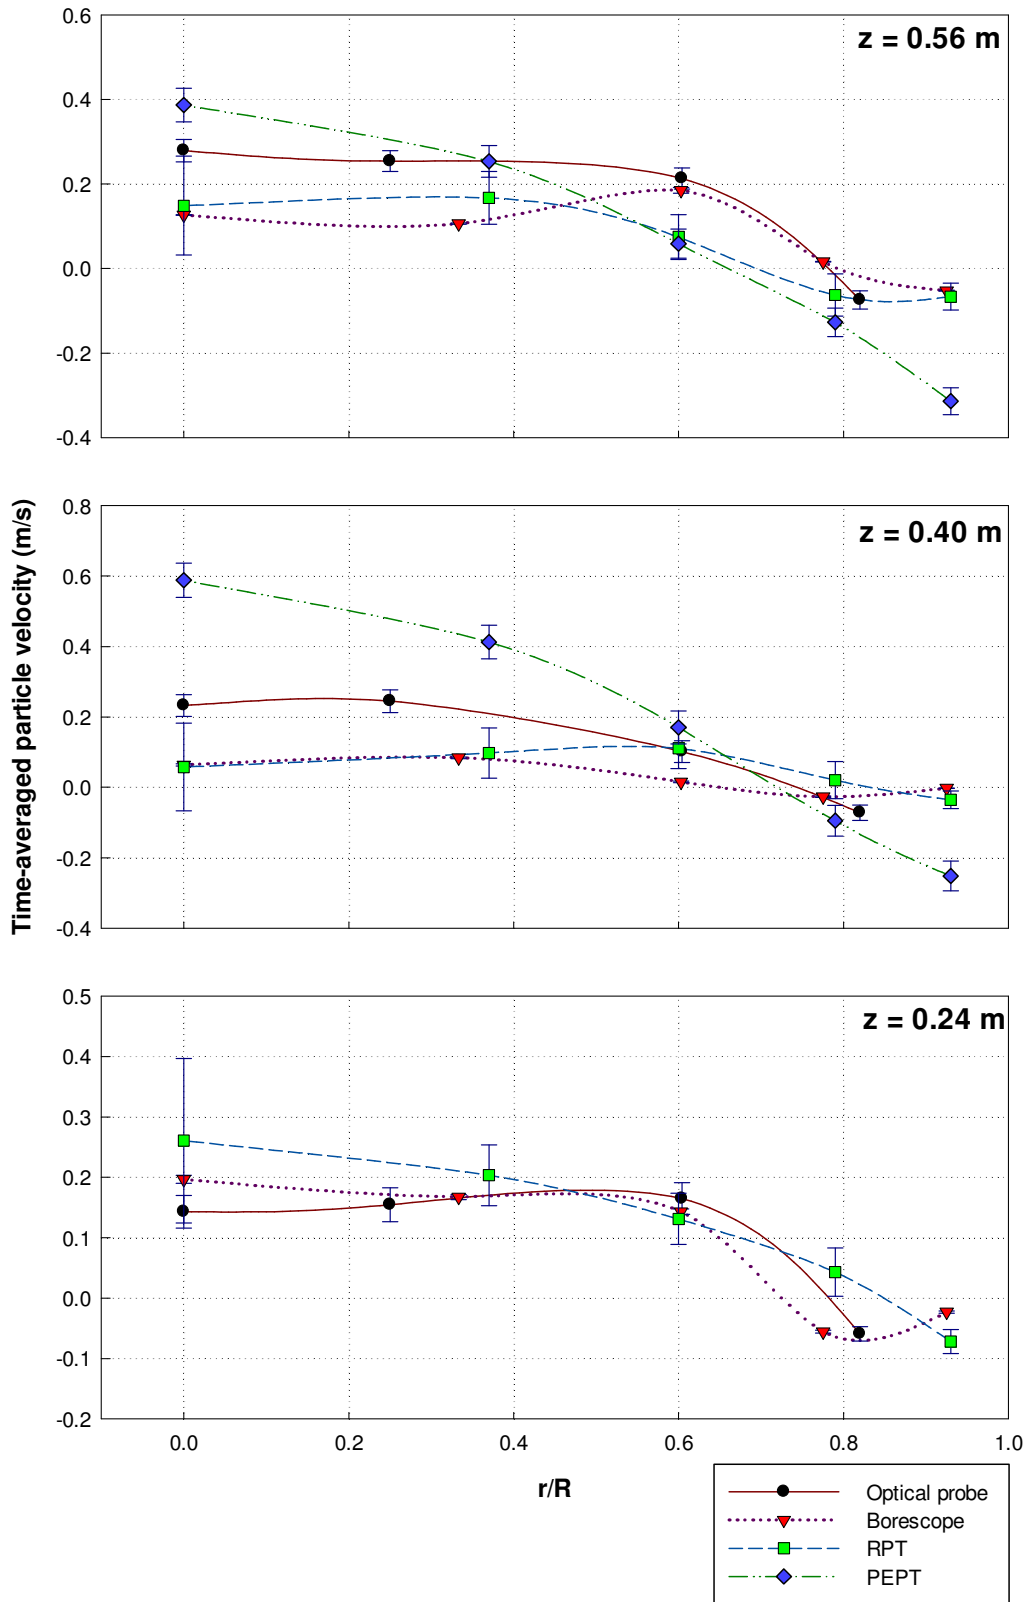 z = 0.56 m
0.6
0.4
0.2
0.0
-0.2
-0.4
Time-averaged particle velocity (m/s)
z = 0.40 m
0.8
0.6
0.4
0.2
0.0
-0.2
-0.4
z = 0.24 m
0.5
0.4
0.3
0.2
0.1
0.0
-0.1
-0.2
0.0 0.2 0.4 0.6 0.8 1.0
r/R
Optical probe
Borescope
RPT
PEPT